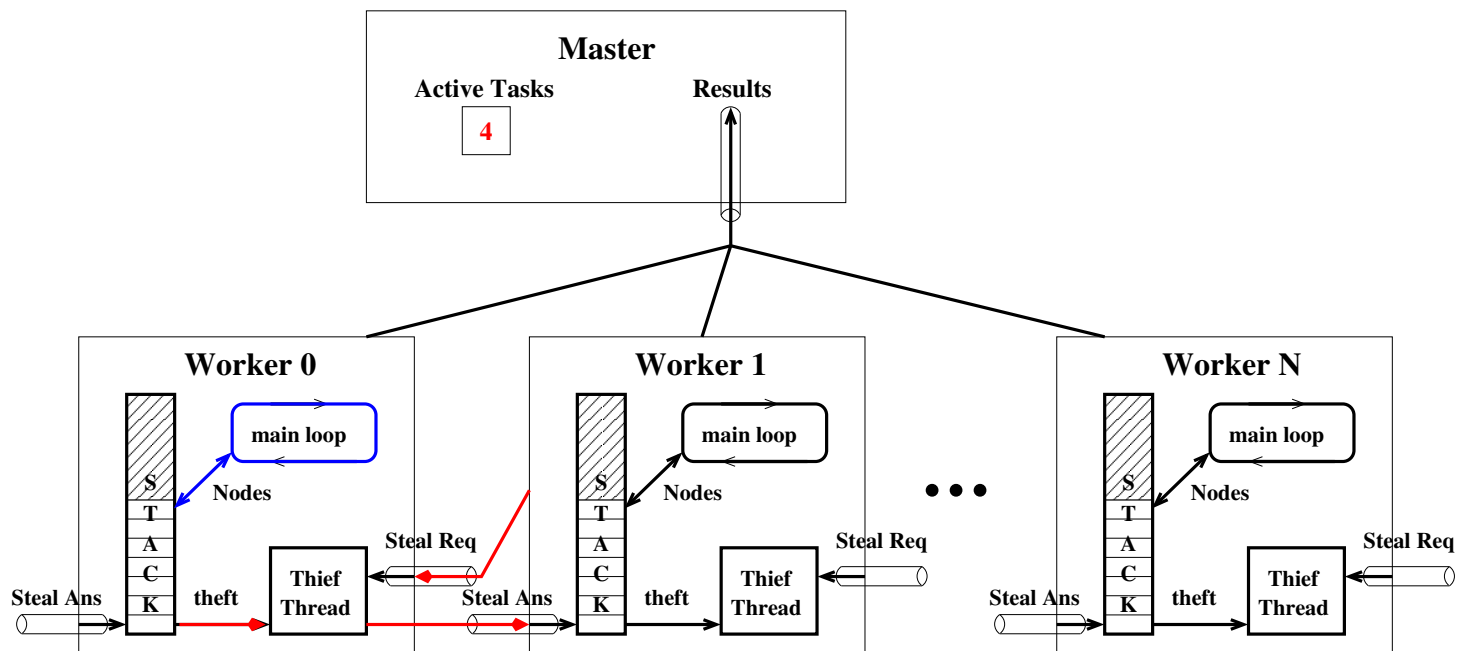 Master
Active Tasks
Results
4
Worker 0
Worker 1
Worker N
main loop
main loop
main loop
S
T
A
C
K
Nodes
S
T
A
C
K
Nodes
S
T
A
C
K
Nodes
Steal Req
Steal Req
Steal Req
Thief
Thread
Thief
Thread
Thief
Thread
Steal Ans
theft
Steal Ans
theft
Steal Ans
theft